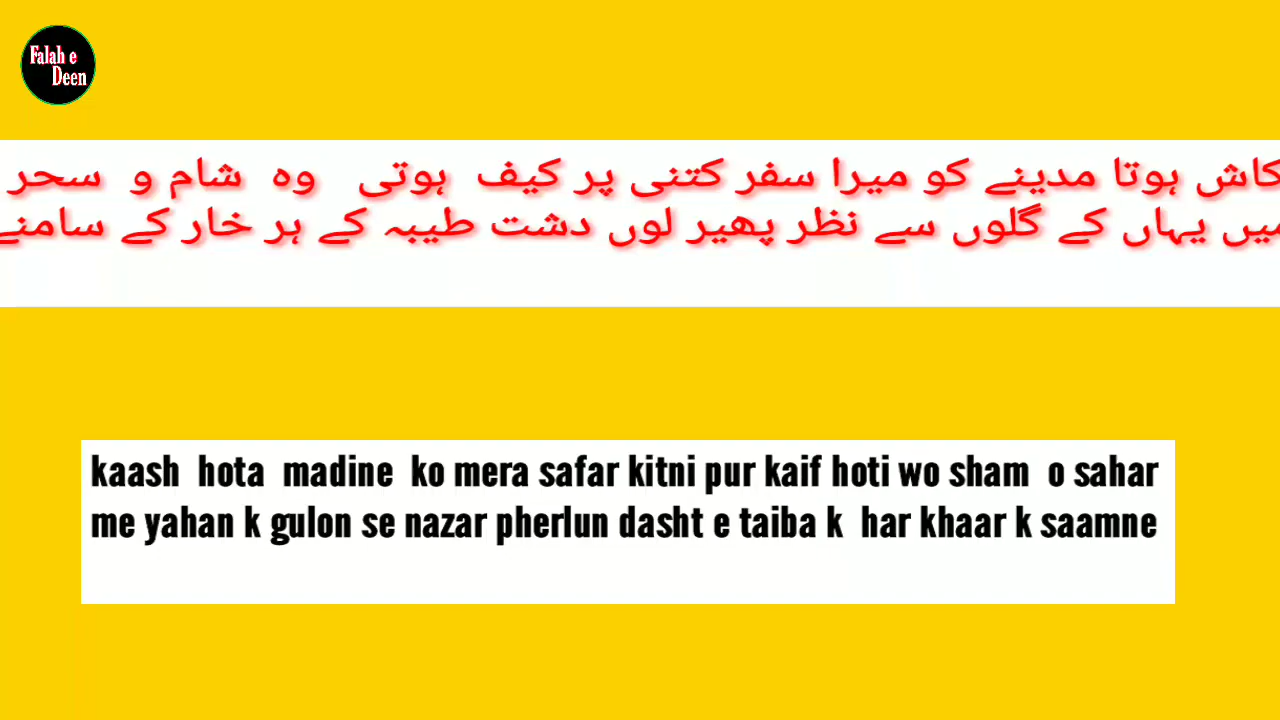 Falah e
Deen
کاش ہوتا مدینے کو میرا سفر کتنی پر کیف ہوتی وہ شام و سحر
میں یہاں کے گلوں سے نظر پھیر لوں دشت طیبہ کے ہر خار کے سامنے
kaash hota madine ko mera safar kitni pur kaif hoti wo sham o sahar
me yahan k gulon se nazar pherlun dasht e taiba k har khaar k saamne